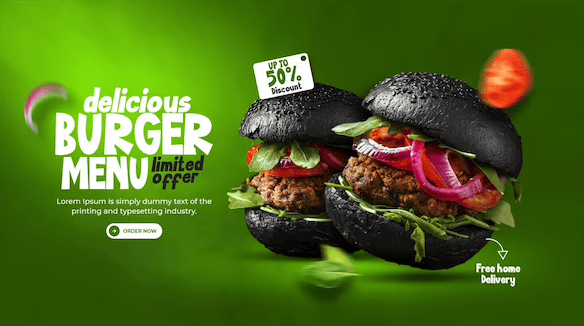 delicious
BURGER
MENU
limited
offer
Lorem Ipsum is simply dummy text of the
printing and typesetting industry.
ORDER NOW
UP TO
50%
Discount
Free home
Delivery